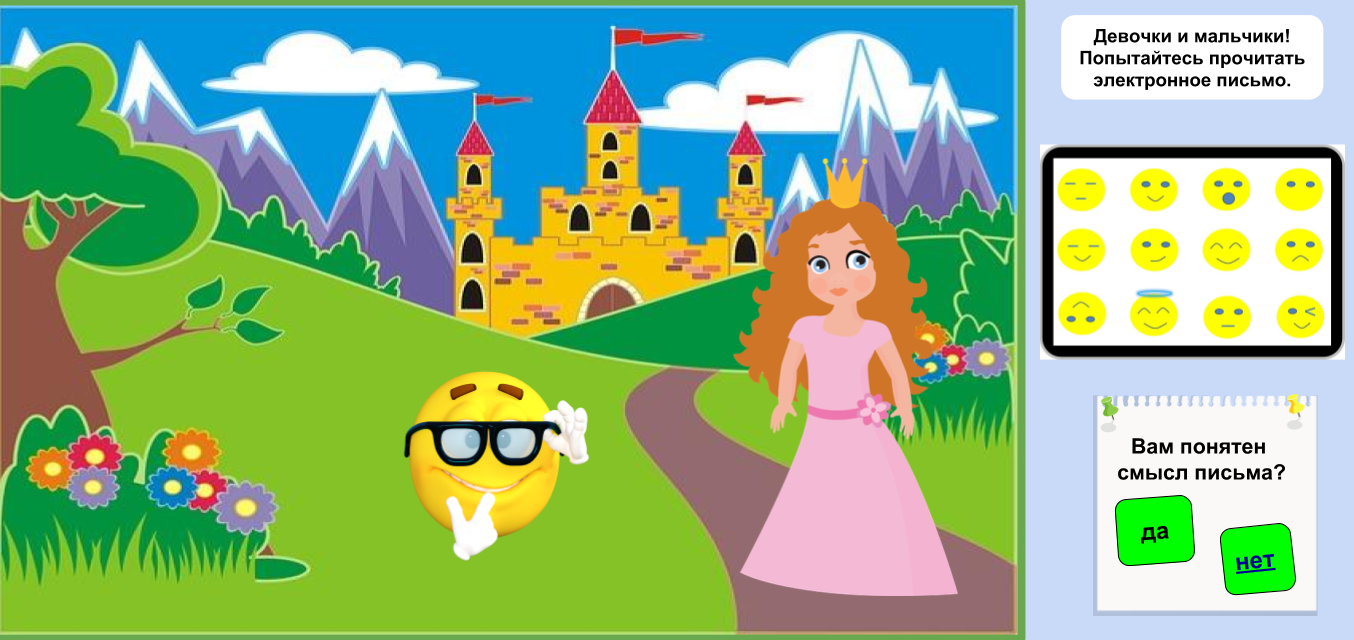 Девочки и мальчики!
Попытайтесь прочитать
электронное письмо.
Вам понятен
смысл письма?
да
нет